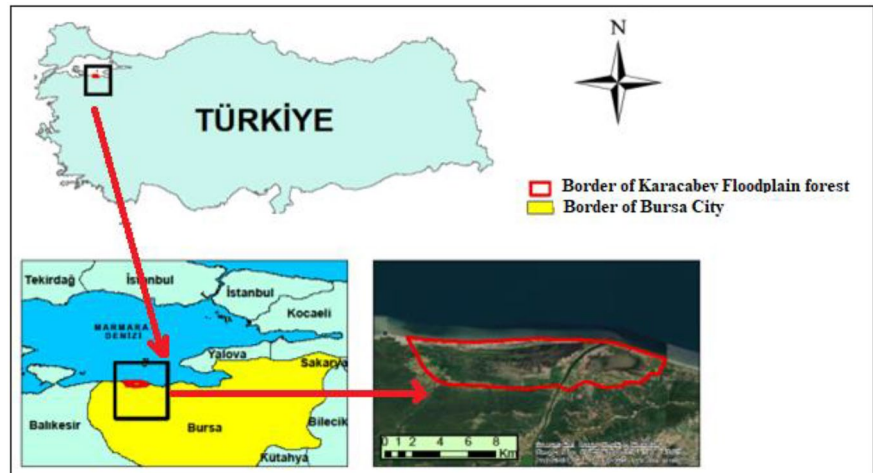 N
TÜRKİYE
Border of Karacabey Floodplain forest
Border of Bursa City
Tekirdağ
İstanbul
İstanbul
Kocaeli
MARMARA
DENİZİ
Yalova
Sakarya
Balıkesir
Bursa
Bilecik
Kütahya
0 1 2 4 6 8
Km